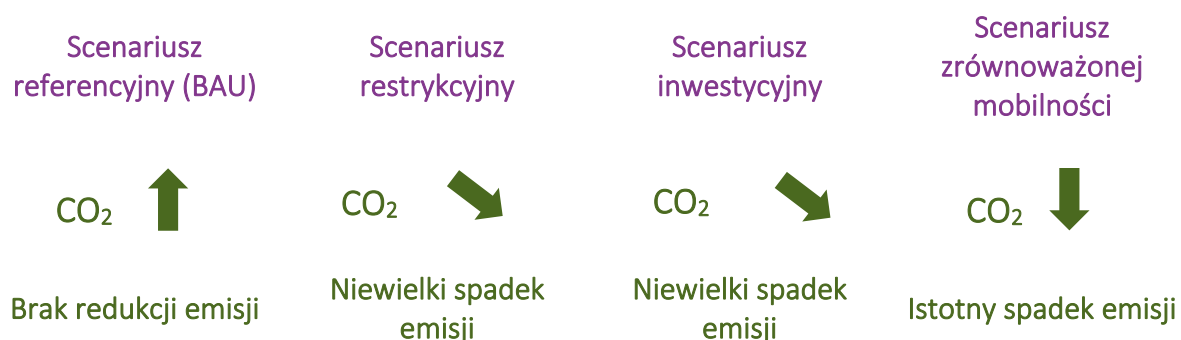 Scenariusz
referencyjny (BAU)
CO₂
Brak redukcji emisji
Scenariusz
restrykcyjny
CO₂
Niewielki spadek
emisji
Scenariusz
inwestycyjny
CO₂
Niewielki spadek
emisji
Scenariusz
zrównoważonej
mobilności
CO₂
Istotny spadek emisji